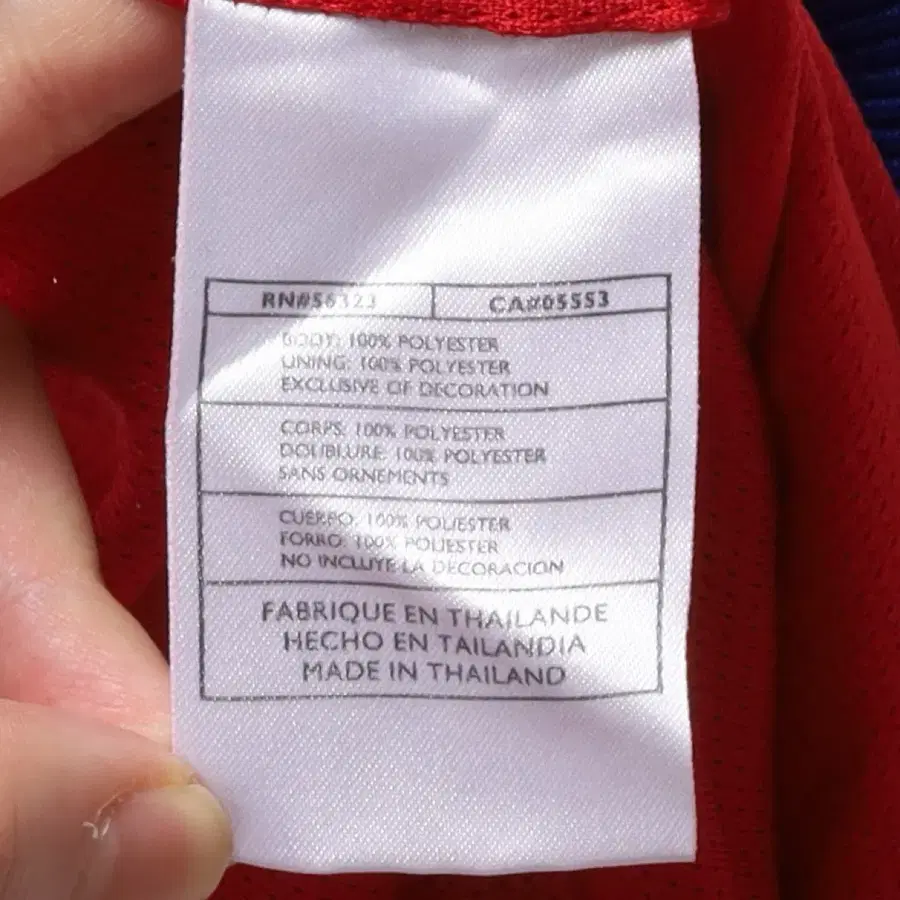 RN#56323 CA#05553
BODY: 100% POLYESTER
LINING: 100% POLYESTER
EXCLUSIVE OF DECORATION
CORPS: 100% POLYESTER
DOUBLURE: 100% POLYESTER
SANS ORNEMENTS
CUERPO: 100% POLIESTER
FORRO: 100% POLIESTER
NO INCLUYE LA DECORACION
FABRIQUE EN THAILANDE
HECHO EN TAILANDIA
MADE IN THAILAND